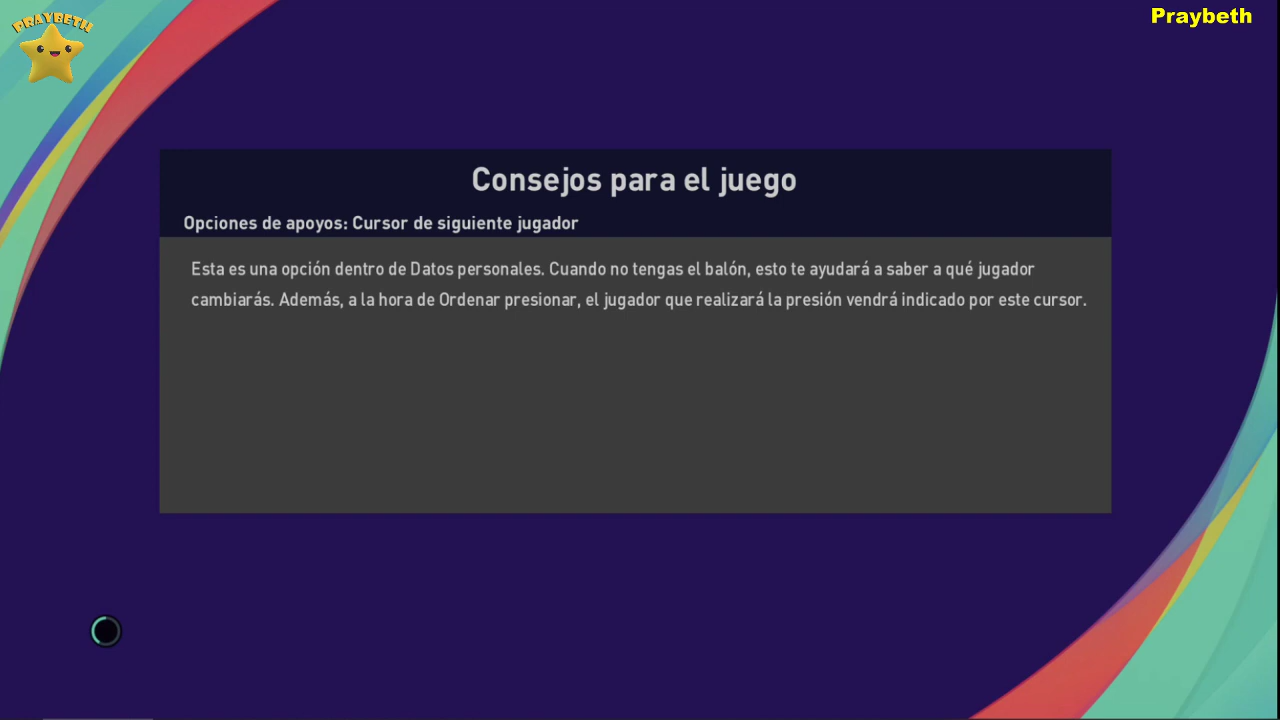 PRAYBETH
Praybeth
Consejos para el juego
Opciones de apoyos: Cursor de siguiente jugador
Esta es una opción dentro de Datos personales. Cuando no tengas el balón, esto te ayudará a saber a qué jugador
cambiarás. Además, a la hora de Ordenar presionar, el jugador que realizará la presión vendrá indicado por este cursor.